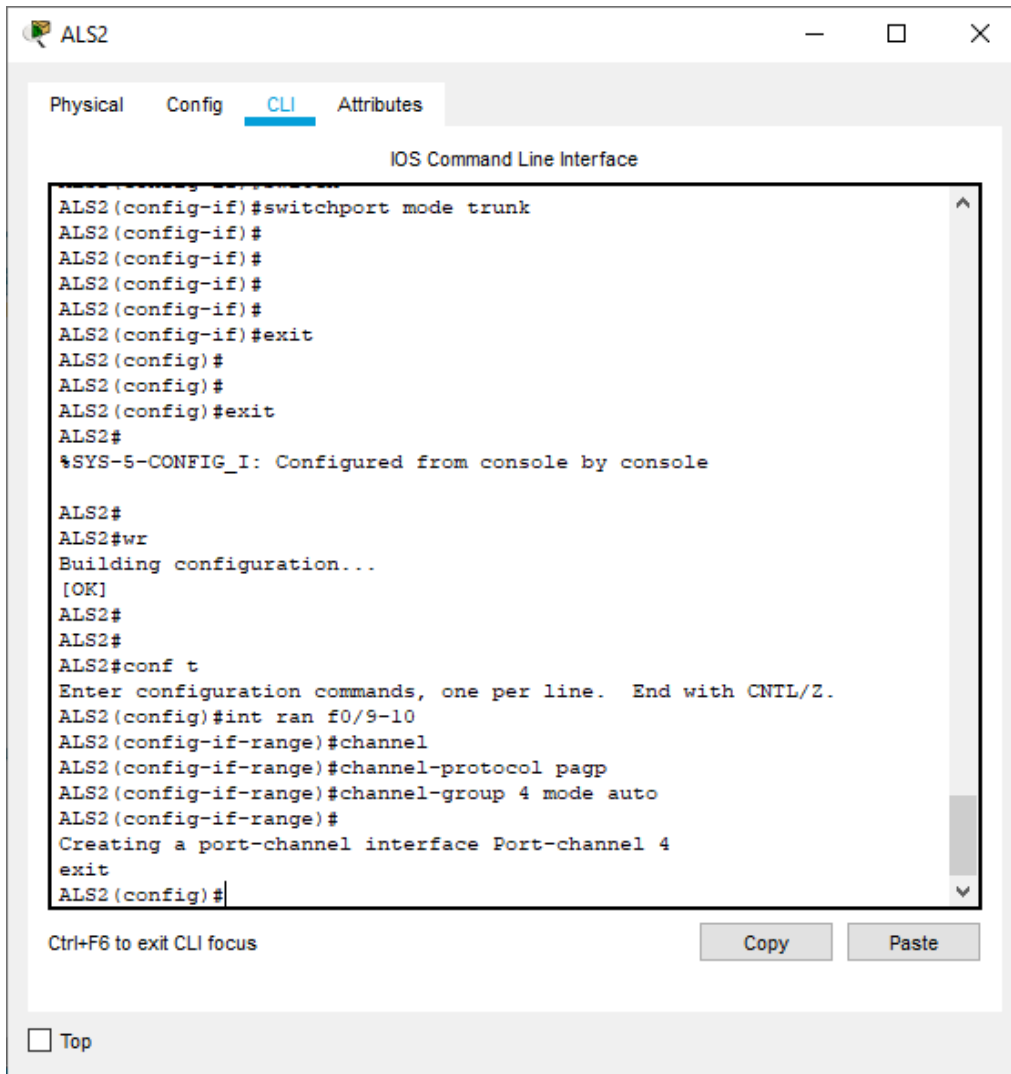 ALS2
Physical Config CLI Attributes
IOS Command Line Interface
ALS2(config-if)#switchport mode trunk
ALS2(config-if)#
ALS2(config-if)#
ALS2(config-if)#
ALS2(config-if)#
ALS2(config-if)#exit
ALS2(config)#
ALS2(config)#
ALS2(config)#exit
ALS2#
%SYS-5-CONFIG_I: Configured from console by console
ALS2#
ALS2#wr
Building configuration...
[OK]
ALS2#
ALS2#
ALS2#conf t
Enter configuration commands, one per line. End with CNTL/Z.
ALS2(config)#int ran f0/9-10
ALS2(config-if-range)#channel
ALS2(config-if-range)#channel-protocol pagp
ALS2(config-if-range)#channel-group 4 mode auto
ALS2(config-if-range)#
Creating a port-channel interface Port-channel 4
exit
ALS2(config)#
Ctrl+F6 to exit CLI focus
Copy Paste
Top